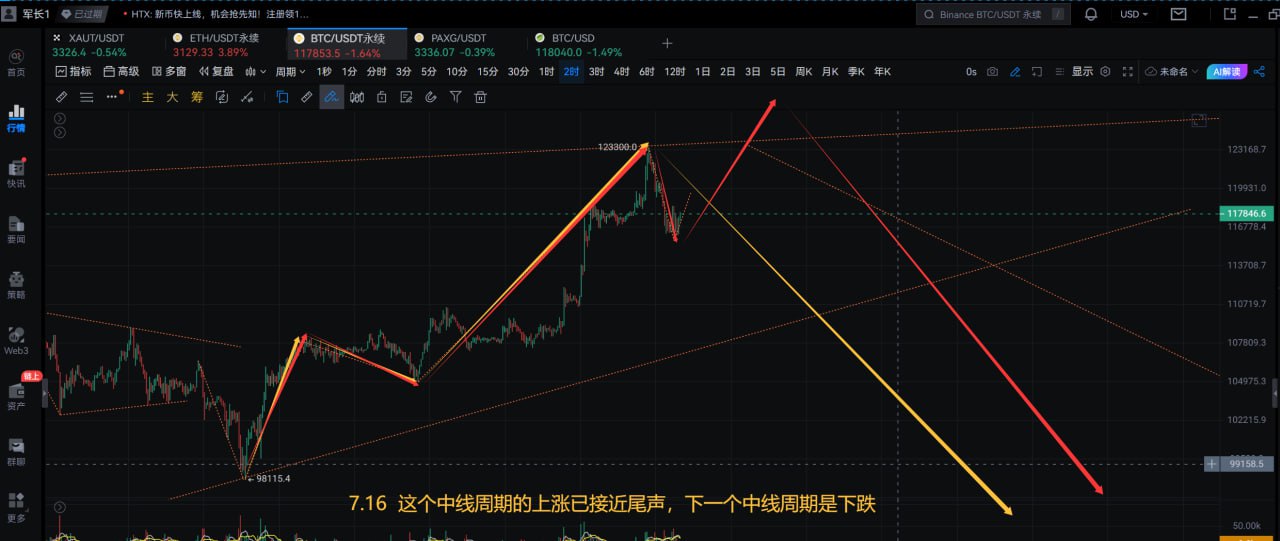 军长1
已过期
HTX: 新币快上线，机会抢先知！注册领1...
Binance BTC/USDT 永续
/
USD
XAUT/USDT
3326.4 -0.54%
ETH/USDT永续
3129.33 3.89%
BTC/USDT永续
117853.5 -1.64%
PAXG/USDT
3336.07 -0.39%
BTC/USD
118040.0 -1.49%
首页
行情
快讯
要闻
策略
Web3
链上
资产
群聊
更多
指标
高级
多窗
复盘
周期
1秒
1分
分时
3分
5分
10分
15分
30分
1时
2时
3时
4时
6时
12时
1日
2日
3日
5日
周K
月K
季K
年K
0s
显示
未命名
AI解读
主
大
筹
123300.0
98115.4
123168.7
119931.0
117846.6
116778.4
113708.7
110719.7
107809.3
104975.3
102215.9
99158.5
50.00k
7.16 这个中线周期的上涨已接近尾声，下一个中线周期是下跌